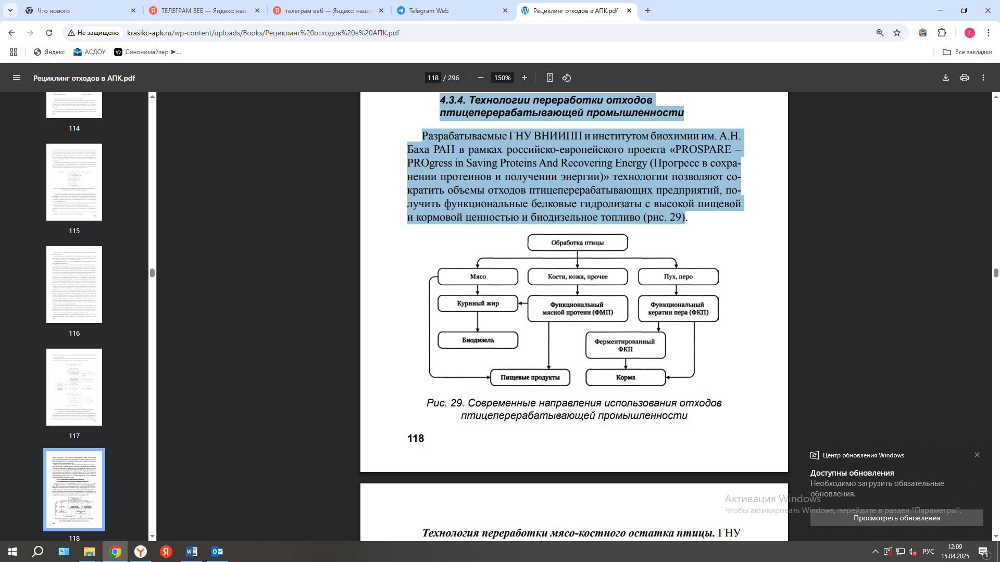 Что нового
ТЕЛЕГРАМ ВЕБ — Яндекс: наш
телеграм веб — Яндекс: нашл
Telegram Web
Рециклинг отходов в АПК.pdf
Не защищено
krasikc-apk.ru/wp-content/uploads/Books/Рециклинг%20отходов%20в%20АПК.pdf
T
Яндекс
АСДОУ
Синонимайзер ➤...
Все закладки
Рециклинг отходов в АПК.pdf
118 / 296
150%
114
115
116
117
118
4.3.4. Технологии переработки отходов
птицеперерабатывающей промышленности
Разрабатываемые ГНУ ВНИИПП и институтом биохимии им. А.Н.
Баха РАН в рамках российско-европейского проекта «PROSPARE –
PROgress in Saving Proteins And Recovering Energy (Прогресс в сохра-
нении протеинов и получении энергии)» технологии позволяют со-
кратить объемы отходов птицеперерабатывающих предприятий, по-
лучить функциональные белковые гидролизаты с высокой пищевой
и кормовой ценностью и биодизельное топливо (рис. 29).
Обработка птицы
Мясо
Кости, кожа, прочее
Пух, перо
Куриный жир
Функциональный
мясной протеин (ФМП)
Функциональный
кератин пера (ФКП)
Биодизель
Ферментированный
ФКП
Пищевые продукты
Корма
Рис. 29. Современные направления использования отходов
птицеперерабатывающей промышленности
118
Технология переработки мясо-костного остатка птицы. ГНУ
Центр обновления Windows
Доступны обновления
Необходимо загрузить обязательные
обновления.
Просмотреть обновления
Активация Windows
Чтобы активировать Windows, перейдите в раздел "Параметры".
РУС
12:09
15.04.2025
1